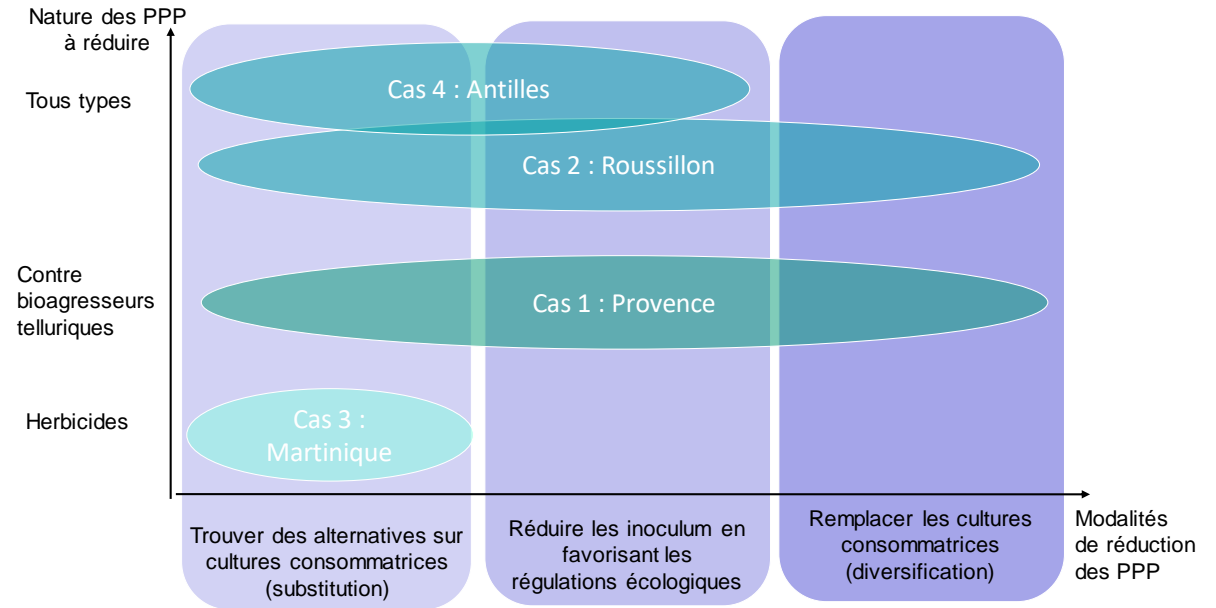 Nature des PPP
à réduire
Tous types
Contre
bioagresseurs
telluriques
Herbicides
Cas 4 : Antilles
Cas 2 : Roussillon
Cas 1 : Provence
Cas 3 :
Martinique
Trouver des alternatives sur
cultures consommatrices
(substitution)
Réduire les inoculum en
favorisant les
régulations écologiques
Remplacer les cultures
consommatrices
(diversification)
Modalités
de réduction
des PPP